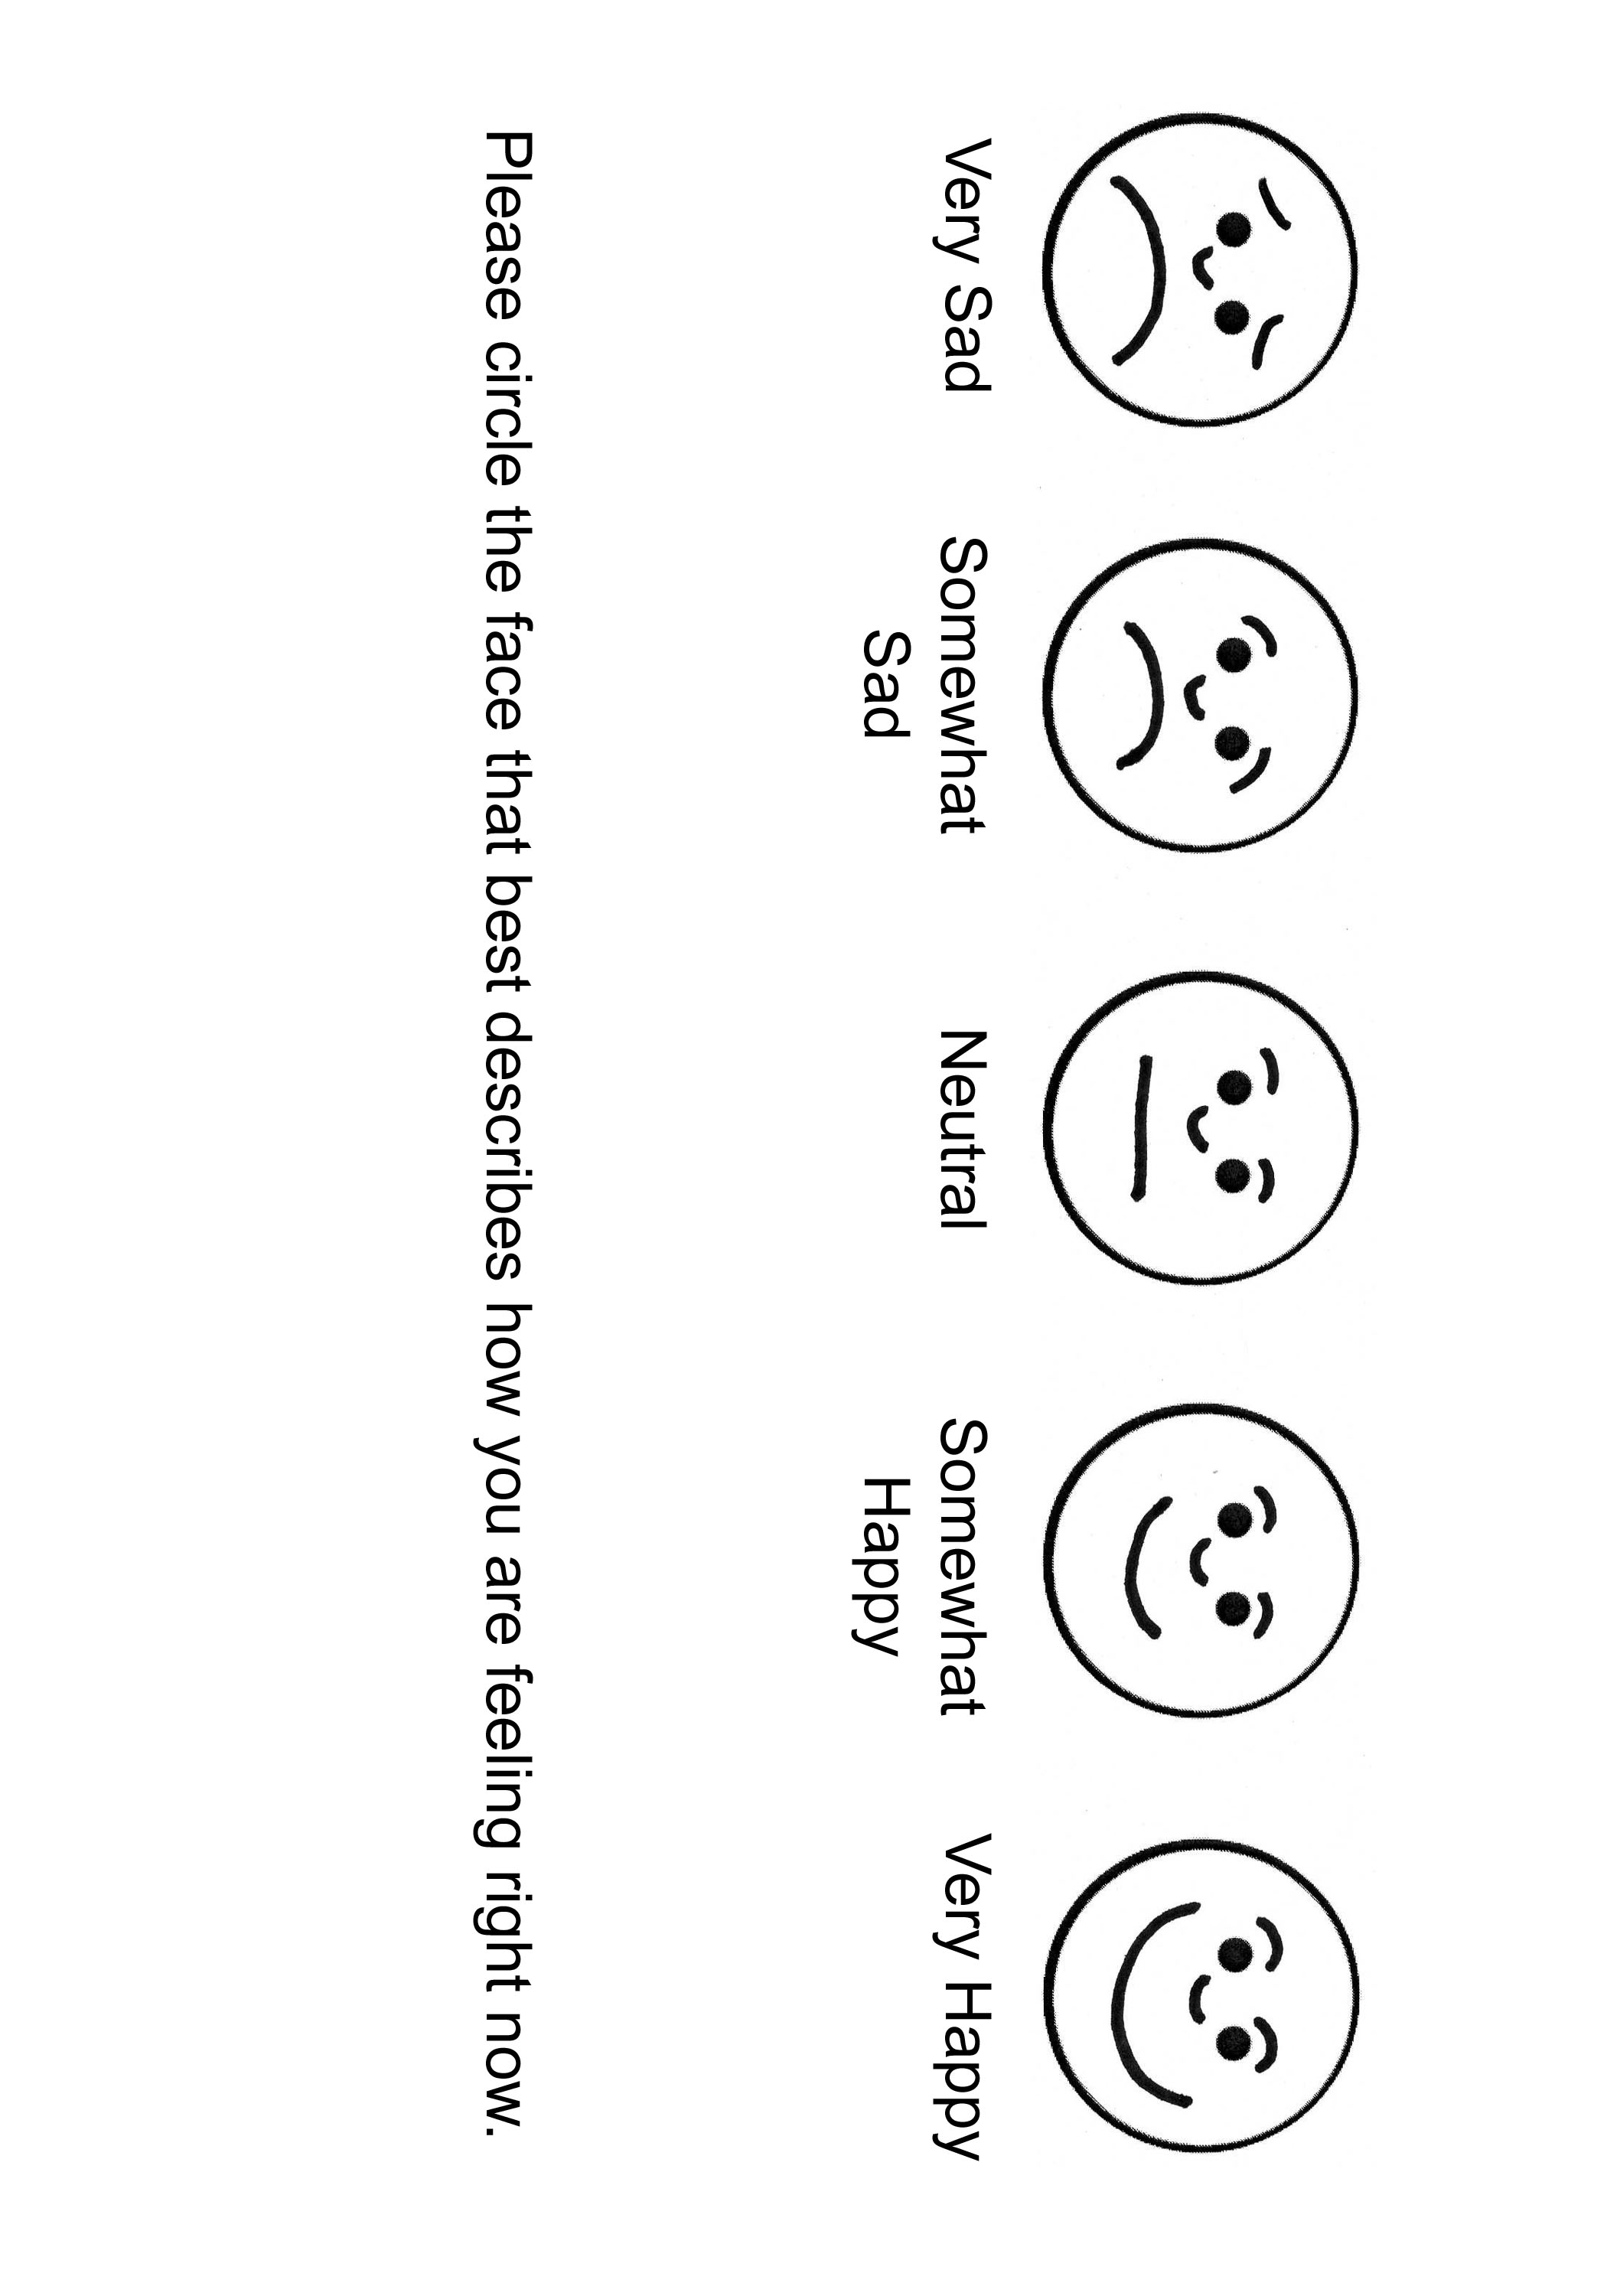 Very Sad
Somewhat
Sad
Neutral
Somewhat
Happy
Very Happy
Please circle the face that best describes how you are feeling right now.